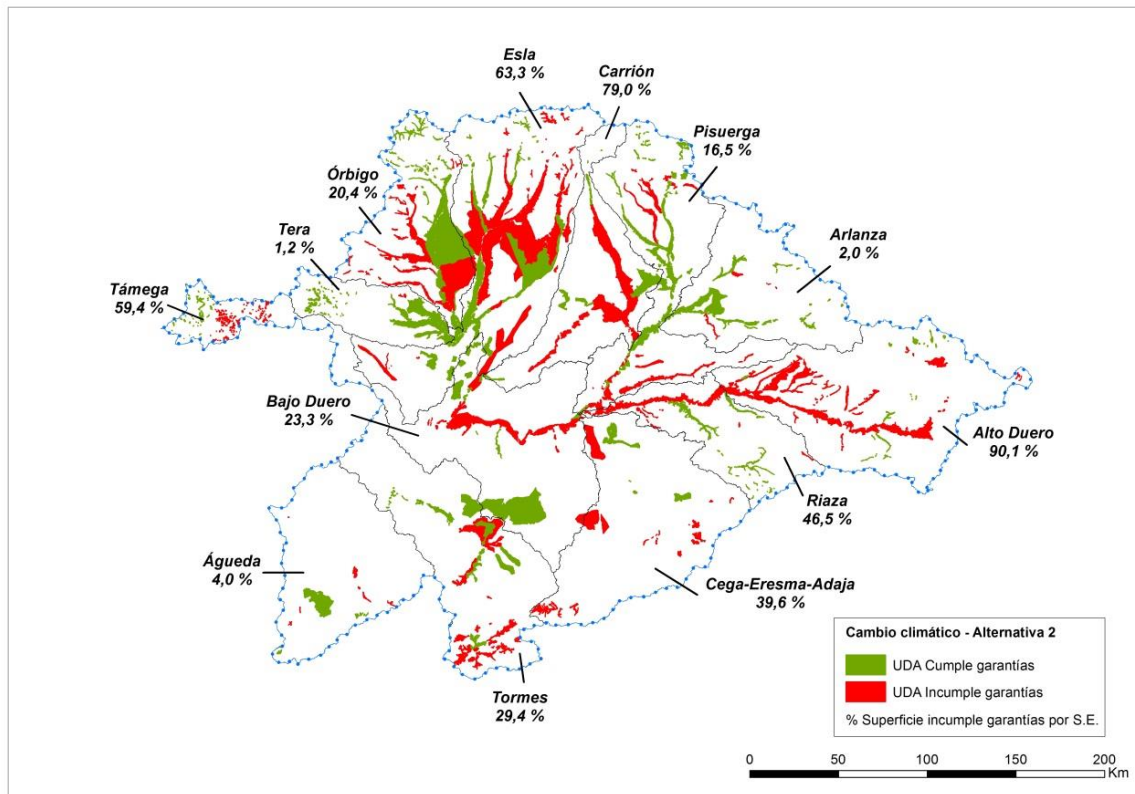 Esla
63,3 %
Carrión
79,0 %
Pisuerga
16,5 %
Órbigo
20,4 %
Tera
1,2 %
Arlanza
2,0 %
Támega
59,4 %
Bajo Duero
23,3 %
Alto Duero
90,1 %
Riaza
46,5 %
Águeda
4,0 %
Cega-Eresma-Adaja
39,6 %
Tormes
29,4 %
Cambio climático - Alternativa 2
UDA Cumple garantías
UDA Incumple garantías
% Superficie incumple garantías por S.E.
0 50 100 150 200
Km